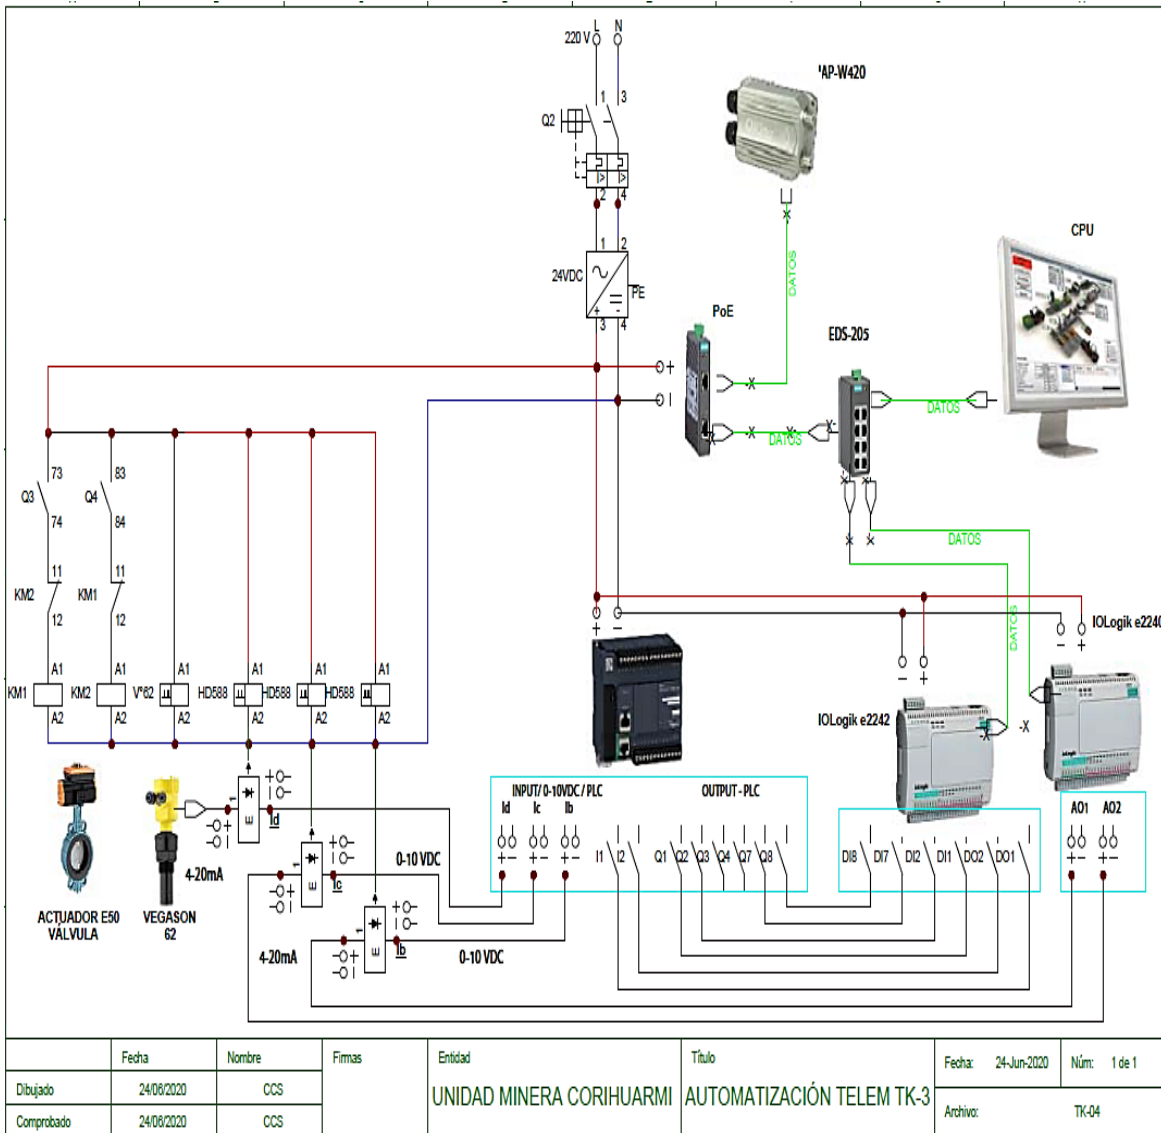 L N
220 V
1 3
Q2
I> I>
2 4
1 2
24VDC
PE
+ -
3 4
'AP-W420
DATOS
CPU
PoE
EDS-205
DATOS
DATOS
DATOS
DATOS
+
73 83
Q3 Q4
74 84
11 11
KM2 KM1
12 12
A1 A1 A1 A1 A1 A1
KM1 KM2 V*62 HD588 HD588 HD588
A2 A2 A2 A2 A2 A2
+ -
- +
- +
IOLogik e2240
IOLogik e2242
INPUT/ 0-10VDC / PLC
OUTPUT - PLC
Id Ic Ib
+ - + - + -
I1 I2 Q1 Q2 Q3 Q4 Q7 Q8
DI8 DI7 DI2 DI1 DO2 DO1
AO1 AO2
+ - + -
1 E Id
4-20mA
1 E Ic
0-10 VDC
1 E Ib
4-20mA
0-10 VDC
ACTUADOR E50
VÁLVULA
VEGASON
62
Fecha Nombre Firmas Entidad Título
Fecha: 24-Jun-2020 Núm: 1 de 1
Dibujado 24/06/2020 CCS
UNIDAD MINERA CORIHUARMI
AUTOMATIZACIÓN TELEM TK-3
Comprobado 24/06/2020 CCS
Archivo: TK-04